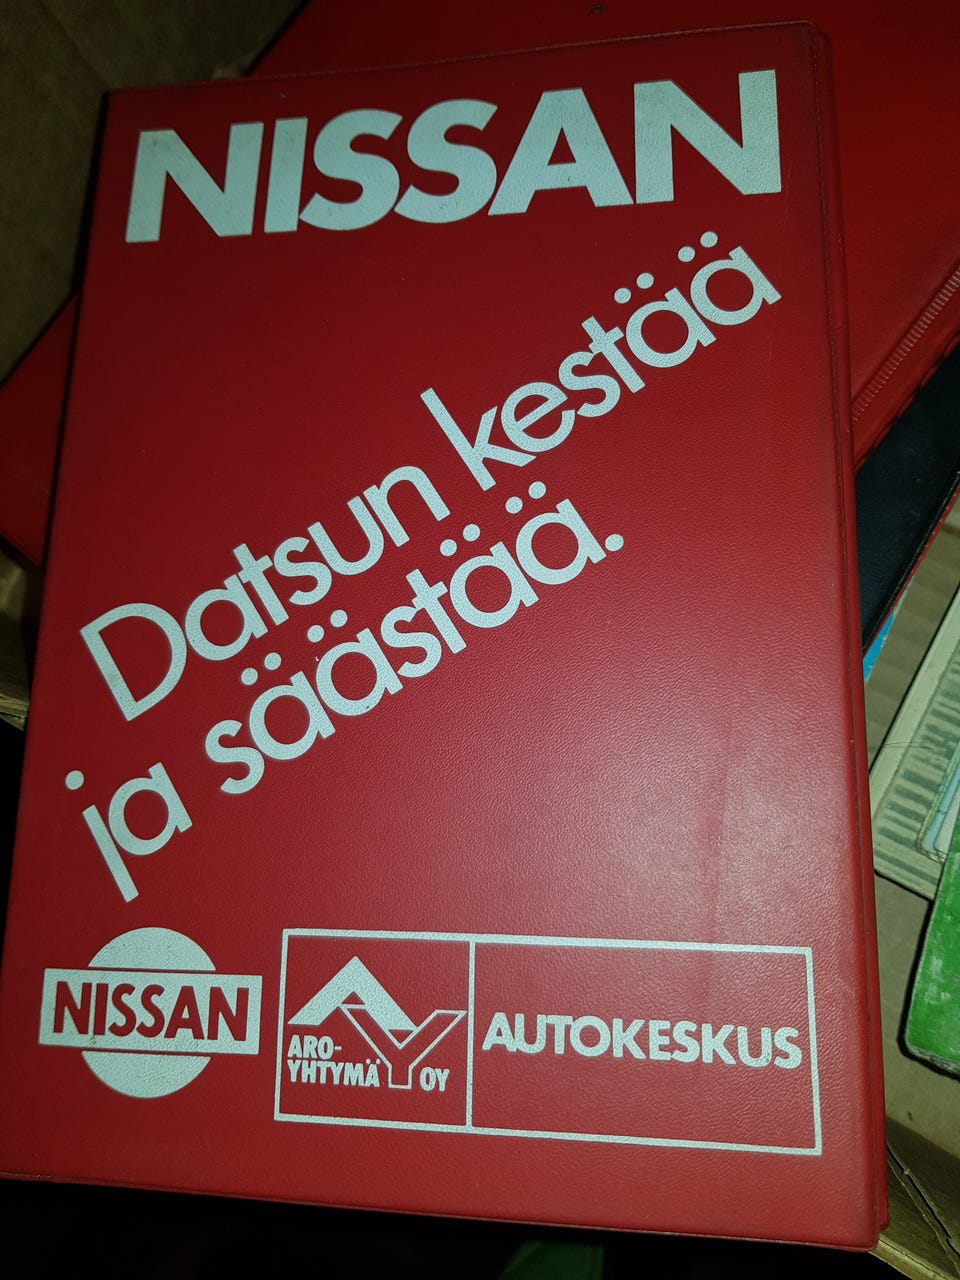 NISSAN
Datsun kestää
ja säästää.
NISSAN
ARO-
YHTYMÄ OY
AUTOKESKUS